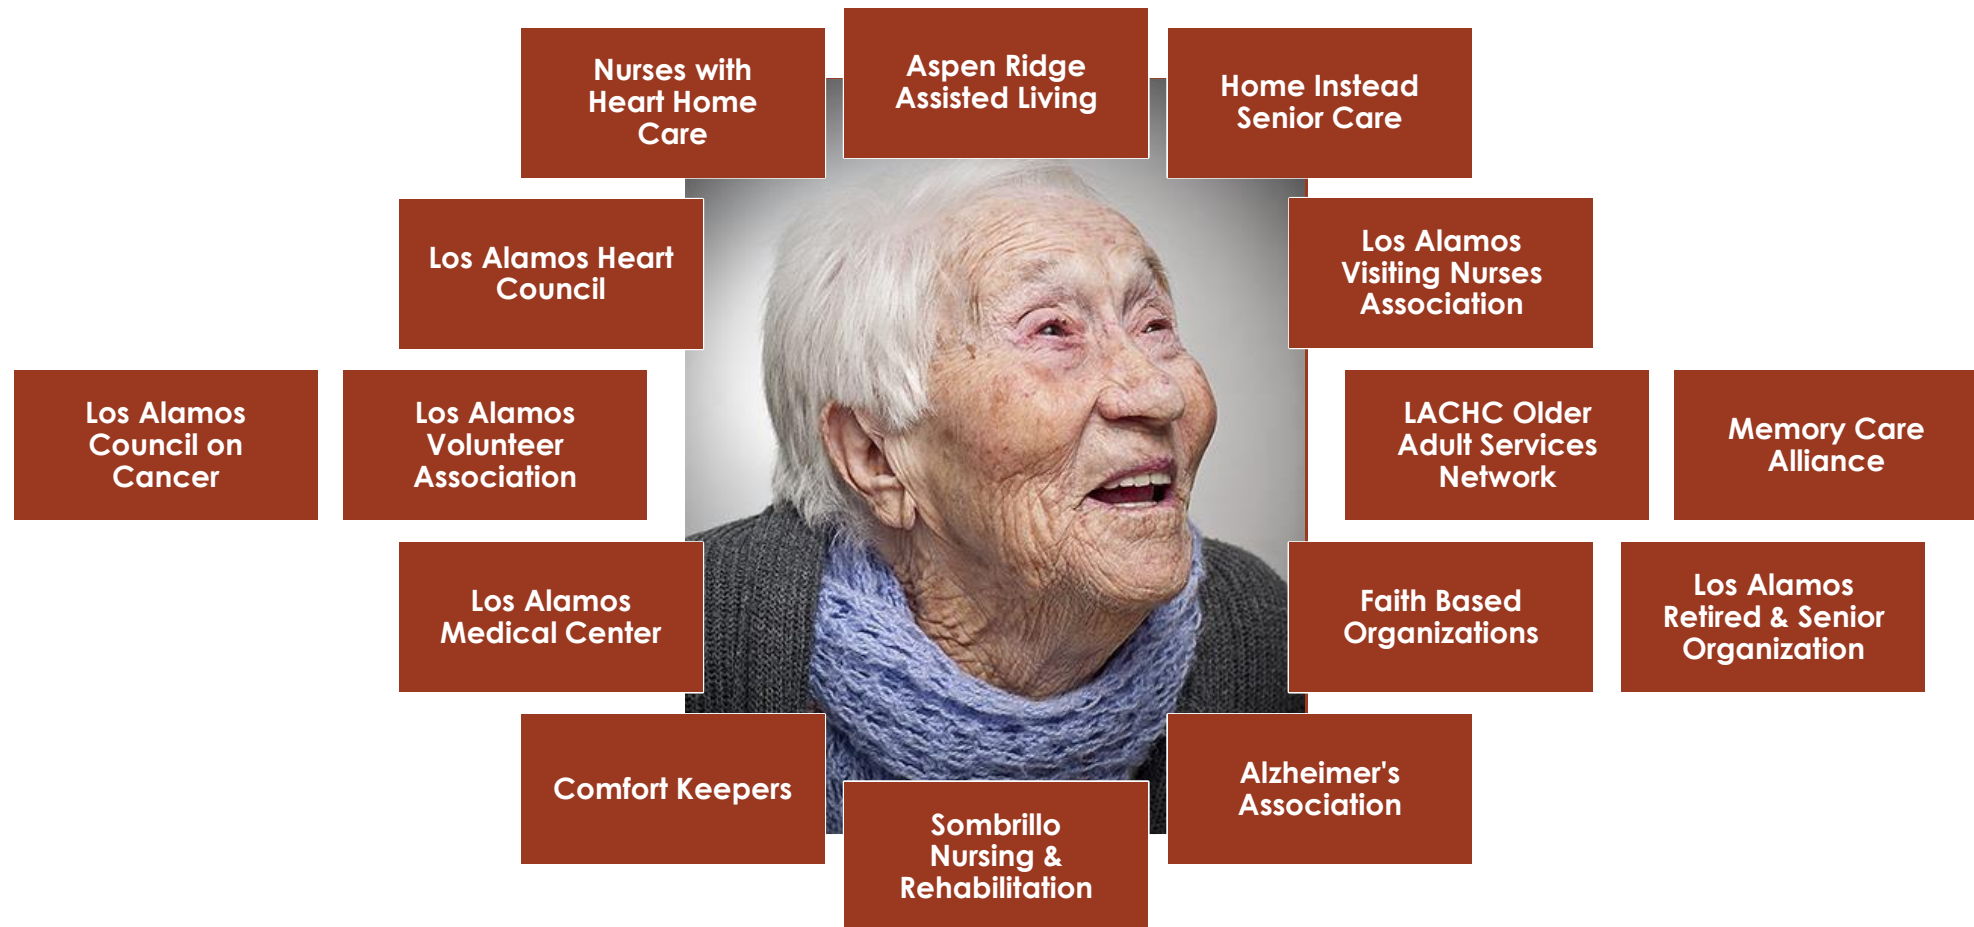 Nurses with
Heart Home
Care
Aspen Ridge
Assisted Living
Home Instead
Senior Care
Los Alamos Heart
Council
Los Alamos
Visiting Nurses
Association
Los Alamos
Council on
Cancer
Los Alamos
Volunteer
Association
LACHC Older
Adult Services
Network
Memory Care
Alliance
Los Alamos
Medical Center
Faith Based
Organizations
Los Alamos
Retired & Senior
Organization
Comfort Keepers
Sombrillo
Nursing &
Rehabilitation
Alzheimer's
Association